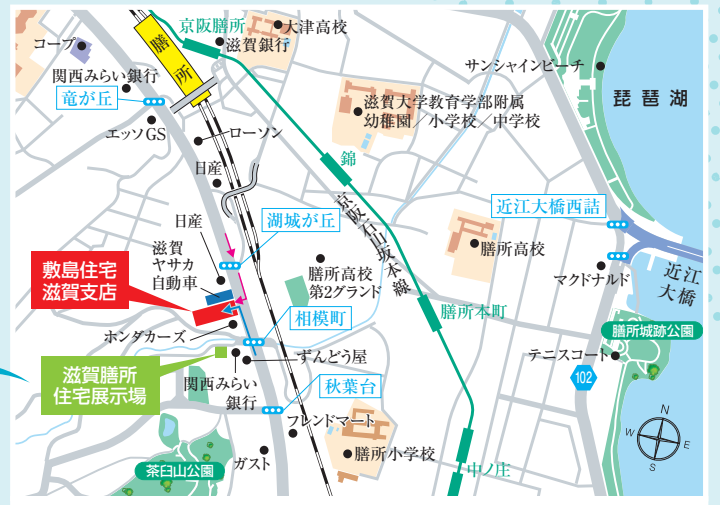 京阪膳所
大津高校
滋賀銀行
コープ
膳所
関西みらい銀行
竜が丘
エッソGS
ローソン
日産
滋賀大学教育学部附属
幼稚園／小学校／中学校
サンシャインビーチ
琵琶湖
錦
京阪石山坂本線
日産
湖城が丘
滋賀
ヤサカ
自動車
敷島住宅
滋賀支店
膳所高校
第2グランド
膳所高校
近江大橋西詰
マクドナルド
近江
大橋
ホンダカーズ
相模町
膳所本町
膳所城跡公園
テニスコート
102
ずんどう屋
滋賀膳所
住宅展示場
関西みらい
銀行
秋葉台
フレンドマート
膳所小学校
ガスト
茶臼山公園
中ノ庄
N
W
E
S